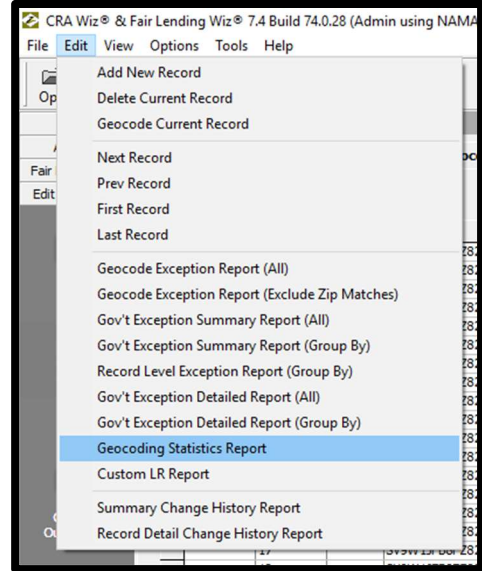 CRA Wiz® & Fair Lending Wiz® 7.4 Build 74.0.28 (Admin using NAMA
File Edit View Options Tools Help
Add New Record
Delete Current Record
Geocode Current Record
Next Record
Prev Record
First Record
Last Record
Geocode Exception Report (All)
Geocode Exception Report (Exclude Zip Matches)
Gov't Exception Summary Report (All)
Gov't Exception Summary Report (Group By)
Record Level Exception Report (Group By)
Gov't Exception Detailed Report (All)
Gov't Exception Detailed Report (Group By)
Geocoding Statistics Report
Custom LR Report
Summary Change History Report
Record Detail Change History Report
Op
Fair
Edit